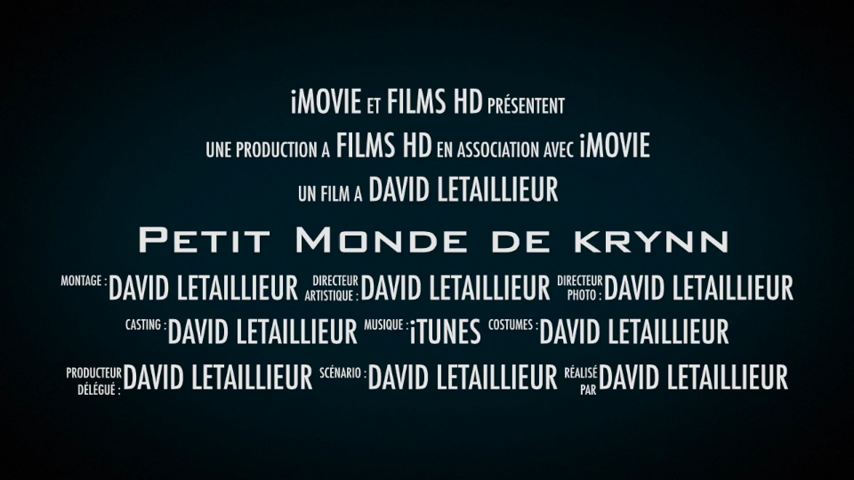 iMOVIE ET FILMS HD PRÉSENTENT
UNE PRODUCTION A FILMS HD EN ASSOCIATION AVEC iMOVIE
UN FILM A DAVID LETAILLIEUR
PETIT MONDE DE KRYNN
MONTAGE : DAVID LETAILLIEUR DIRECTEUR ARTISTIQUE : DAVID LETAILLIEUR DIRECTEUR PHOTO : DAVID LETAILLIEUR
CASTING : DAVID LETAILLIEUR MUSIQUE : iTUNES COSTUMES : DAVID LETAILLIEUR
PRODUCTEUR DÉLÉGUÉ : DAVID LETAILLIEUR SCÉNARIO : DAVID LETAILLIEUR RÉALISÉ PAR DAVID LETAILLIEUR